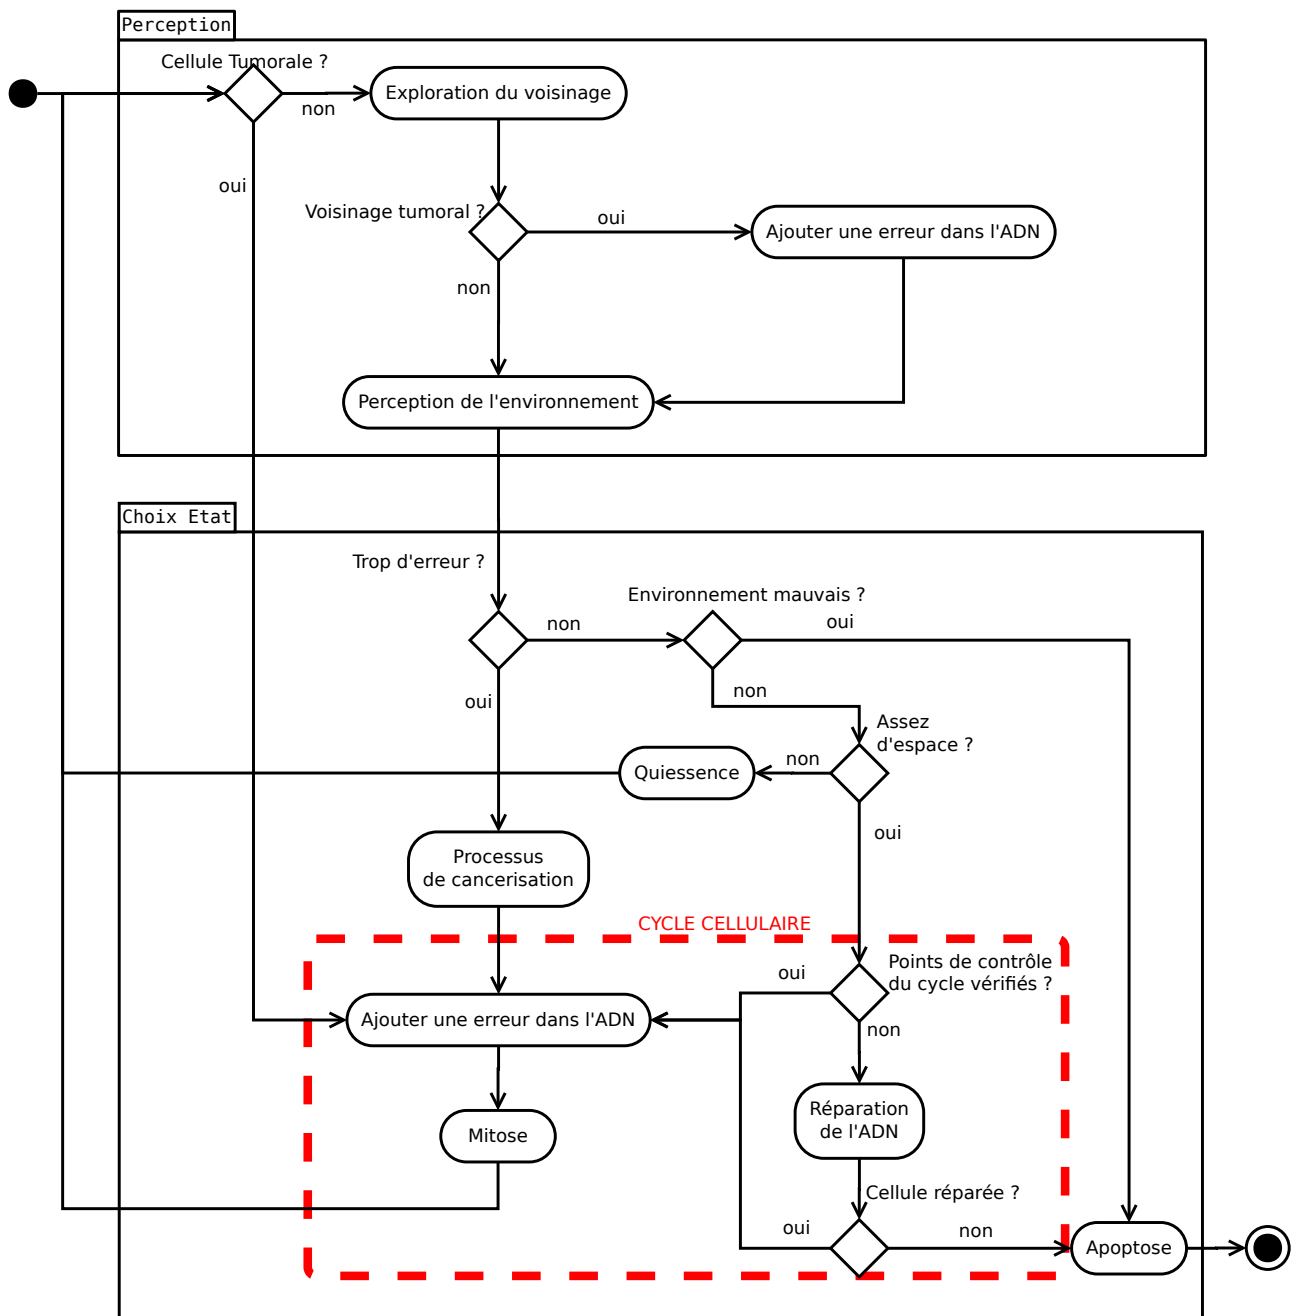 Perception
Cellule Tumorale ?
Exploration du voisinage
non
oui
Voisinage tumoral ?
oui
Ajouter une erreur dans l'ADN
non
Perception de l'environnement
Choix Etat
Trop d'erreur ?
Environnement mauvais ?
non
oui
oui
non
Assez
d'espace ?
Quiessence
non
oui
Processus
de cancerisation
CYCLE CELLULAIRE
Points de contrôle
du cycle vérifiés ?
oui
Ajouter une erreur dans l'ADN
non
Réparation
de l'ADN
Mitose
Cellule réparée ?
oui
non
Apoptose